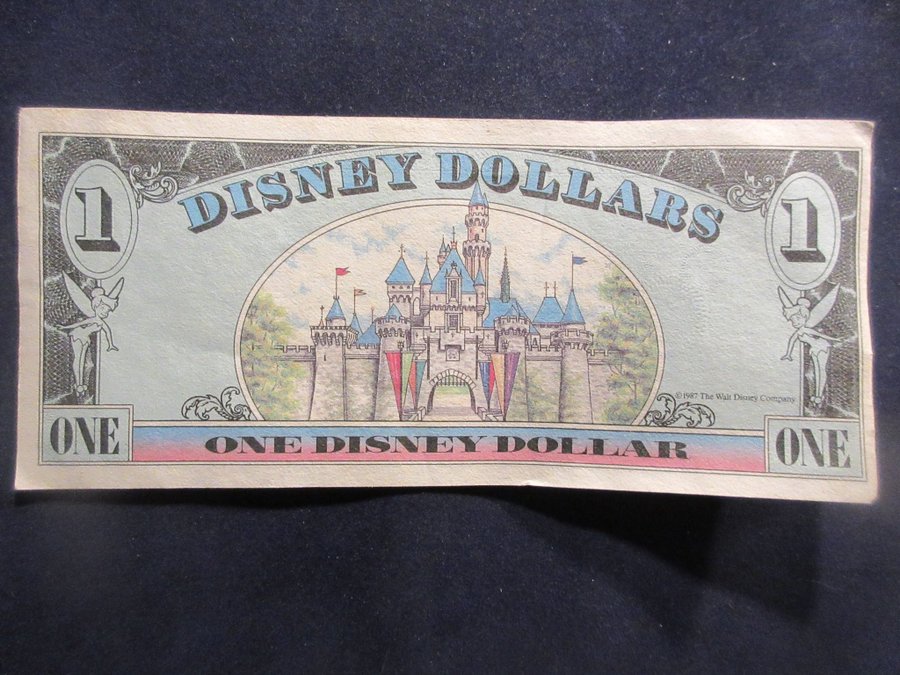 DISNEY DOLLARS
1
1
©1987 The Walt Disney Company
ONE
ONE DISNEY DOLLAR
ONE